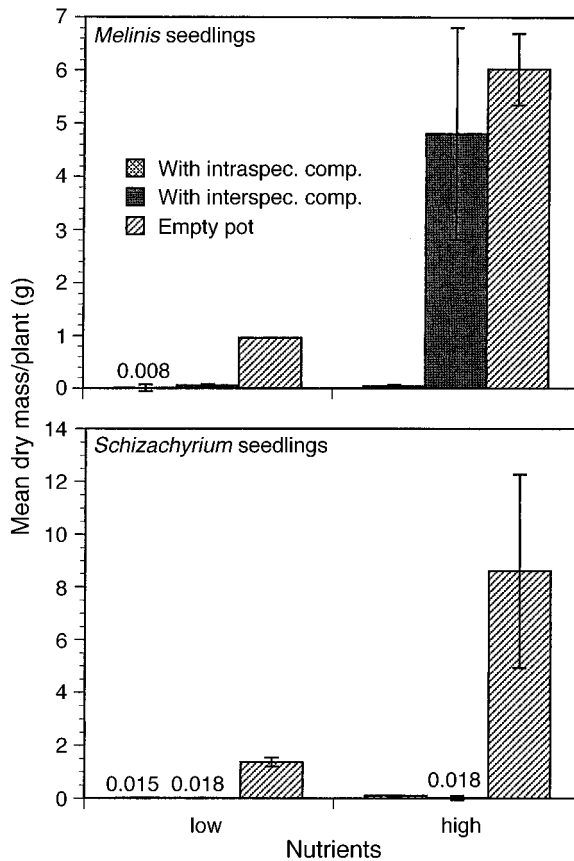 7
Melinis seedlings
6
5
With intraspec. comp.
4
With interspec. comp.
3
Empty pot
2
1
0.008
0
Mean dry mass/plant (g)
14
Schizachyrium seedlings
12
10
8
6
4
2
0.015 0.018 0.018
0
low high
Nutrients